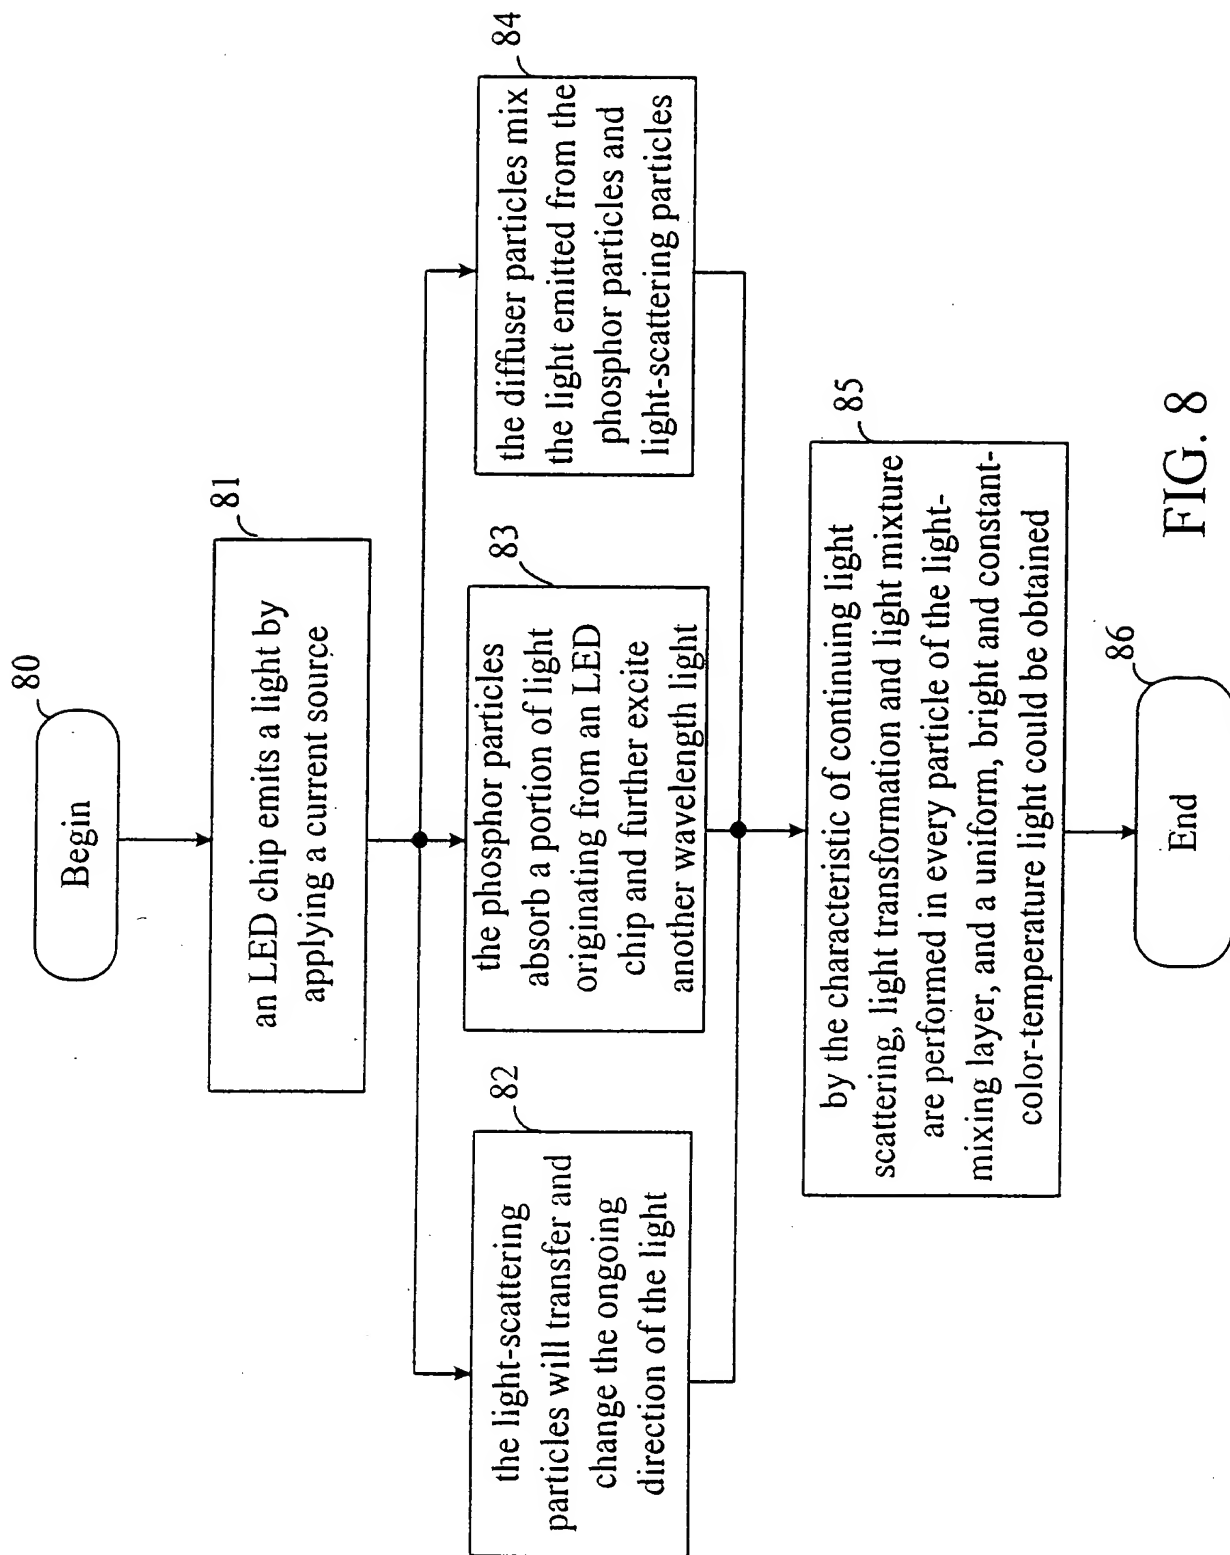 80
Begin
81
an LED chip emits a light by
applying a current source
82
the light-scattering
particles will transfer and
change the ongoing
direction of the light
83
the phosphor particles
absorb a portion of light
originating from an LED
chip and further excite
another wavelength light
84
the diffuser particles mix
the light emitted from the
phosphor particles and
light-scattering particles
85
by the characteristic of continuing light
scattering, light transformation and light mixture
are performed in every particle of the light-
mixing layer, and a uniform, bright and constant-
color-temperature light could be obtained
86
End
FIG. 8